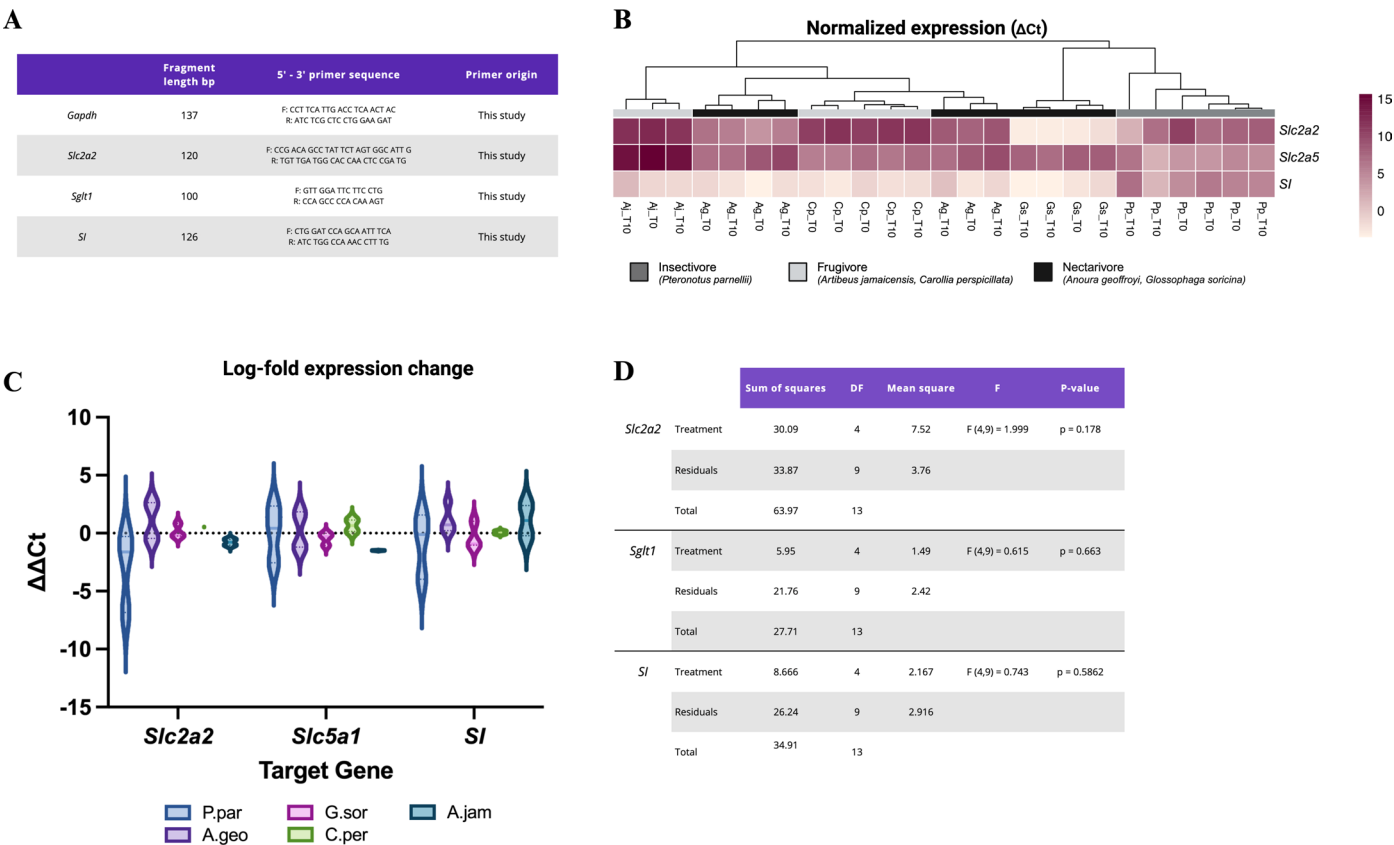 A
Fragment length bp
5' - 3' primer sequence
Primer origin
Gapdh
137
F: CCT TCA TTG ACC TCA ACT AC
R: ATC TCG CTC CTG GAA GAT
This study
Slc2a2
120
F: CCG ACA GCC TAT TCT AGT GGC ATT G
R: TGT TGA TGG CAC CAA CTC CGA TG
This study
Sglt1
100
F: GTT GGA TTC TTC CTG
R: CCA GCC CCA CAA AGT
This study
SI
126
F: CTG GAT CCA GCA ATT TCA
R: ATC TGG CCA AAC CTT TG
This study
B
Normalized expression (ΔCt)
15
10
5
0
Slc2a2
Slc2a5
SI
Aj_T10
Aj_T0
Aj_T10
Ag_T0
Ag_T10
Ag_T0
Ag_T10
Cp_T0
Cp_T10
Cp_T0
Cp_T10
Cp_T10
Ag_T10
Ag_T0
Ag_T10
Gs_T0
Gs_T10
Gs_T0
Gs_T10
Pp_T10
Pp_T10
Pp_T0
Pp_T0
Pp_T0
Pp_T10
Insectivore
(Pteronotus parnellii)
Frugivore
(Artibeus jamaicensis, Carollia perspicillata)
Nectarivore
(Anoura geoffroyi, Glossophaga soricina)
C
Log-fold expression change
10
5
0
-5
-10
-15
ΔΔCt
Slc2a2
Slc5a1
SI
Target Gene
P.par
G.sor
A.jam
A.geo
C.per
D
Sum of squares
DF
Mean square
F
P-value
Slc2a2
Treatment
30.09
4
7.52
F (4,9) = 1.999
p = 0.178
Residuals
33.87
9
3.76
Total
63.97
13
Sglt1
Treatment
5.95
4
1.49
F (4,9) = 0.615
p = 0.663
Residuals
21.76
9
2.42
Total
27.71
13
SI
Treatment
8.666
4
2.167
F (4,9) = 0.743
p = 0.5862
Residuals
26.24
9
2.916
Total
34.91
13